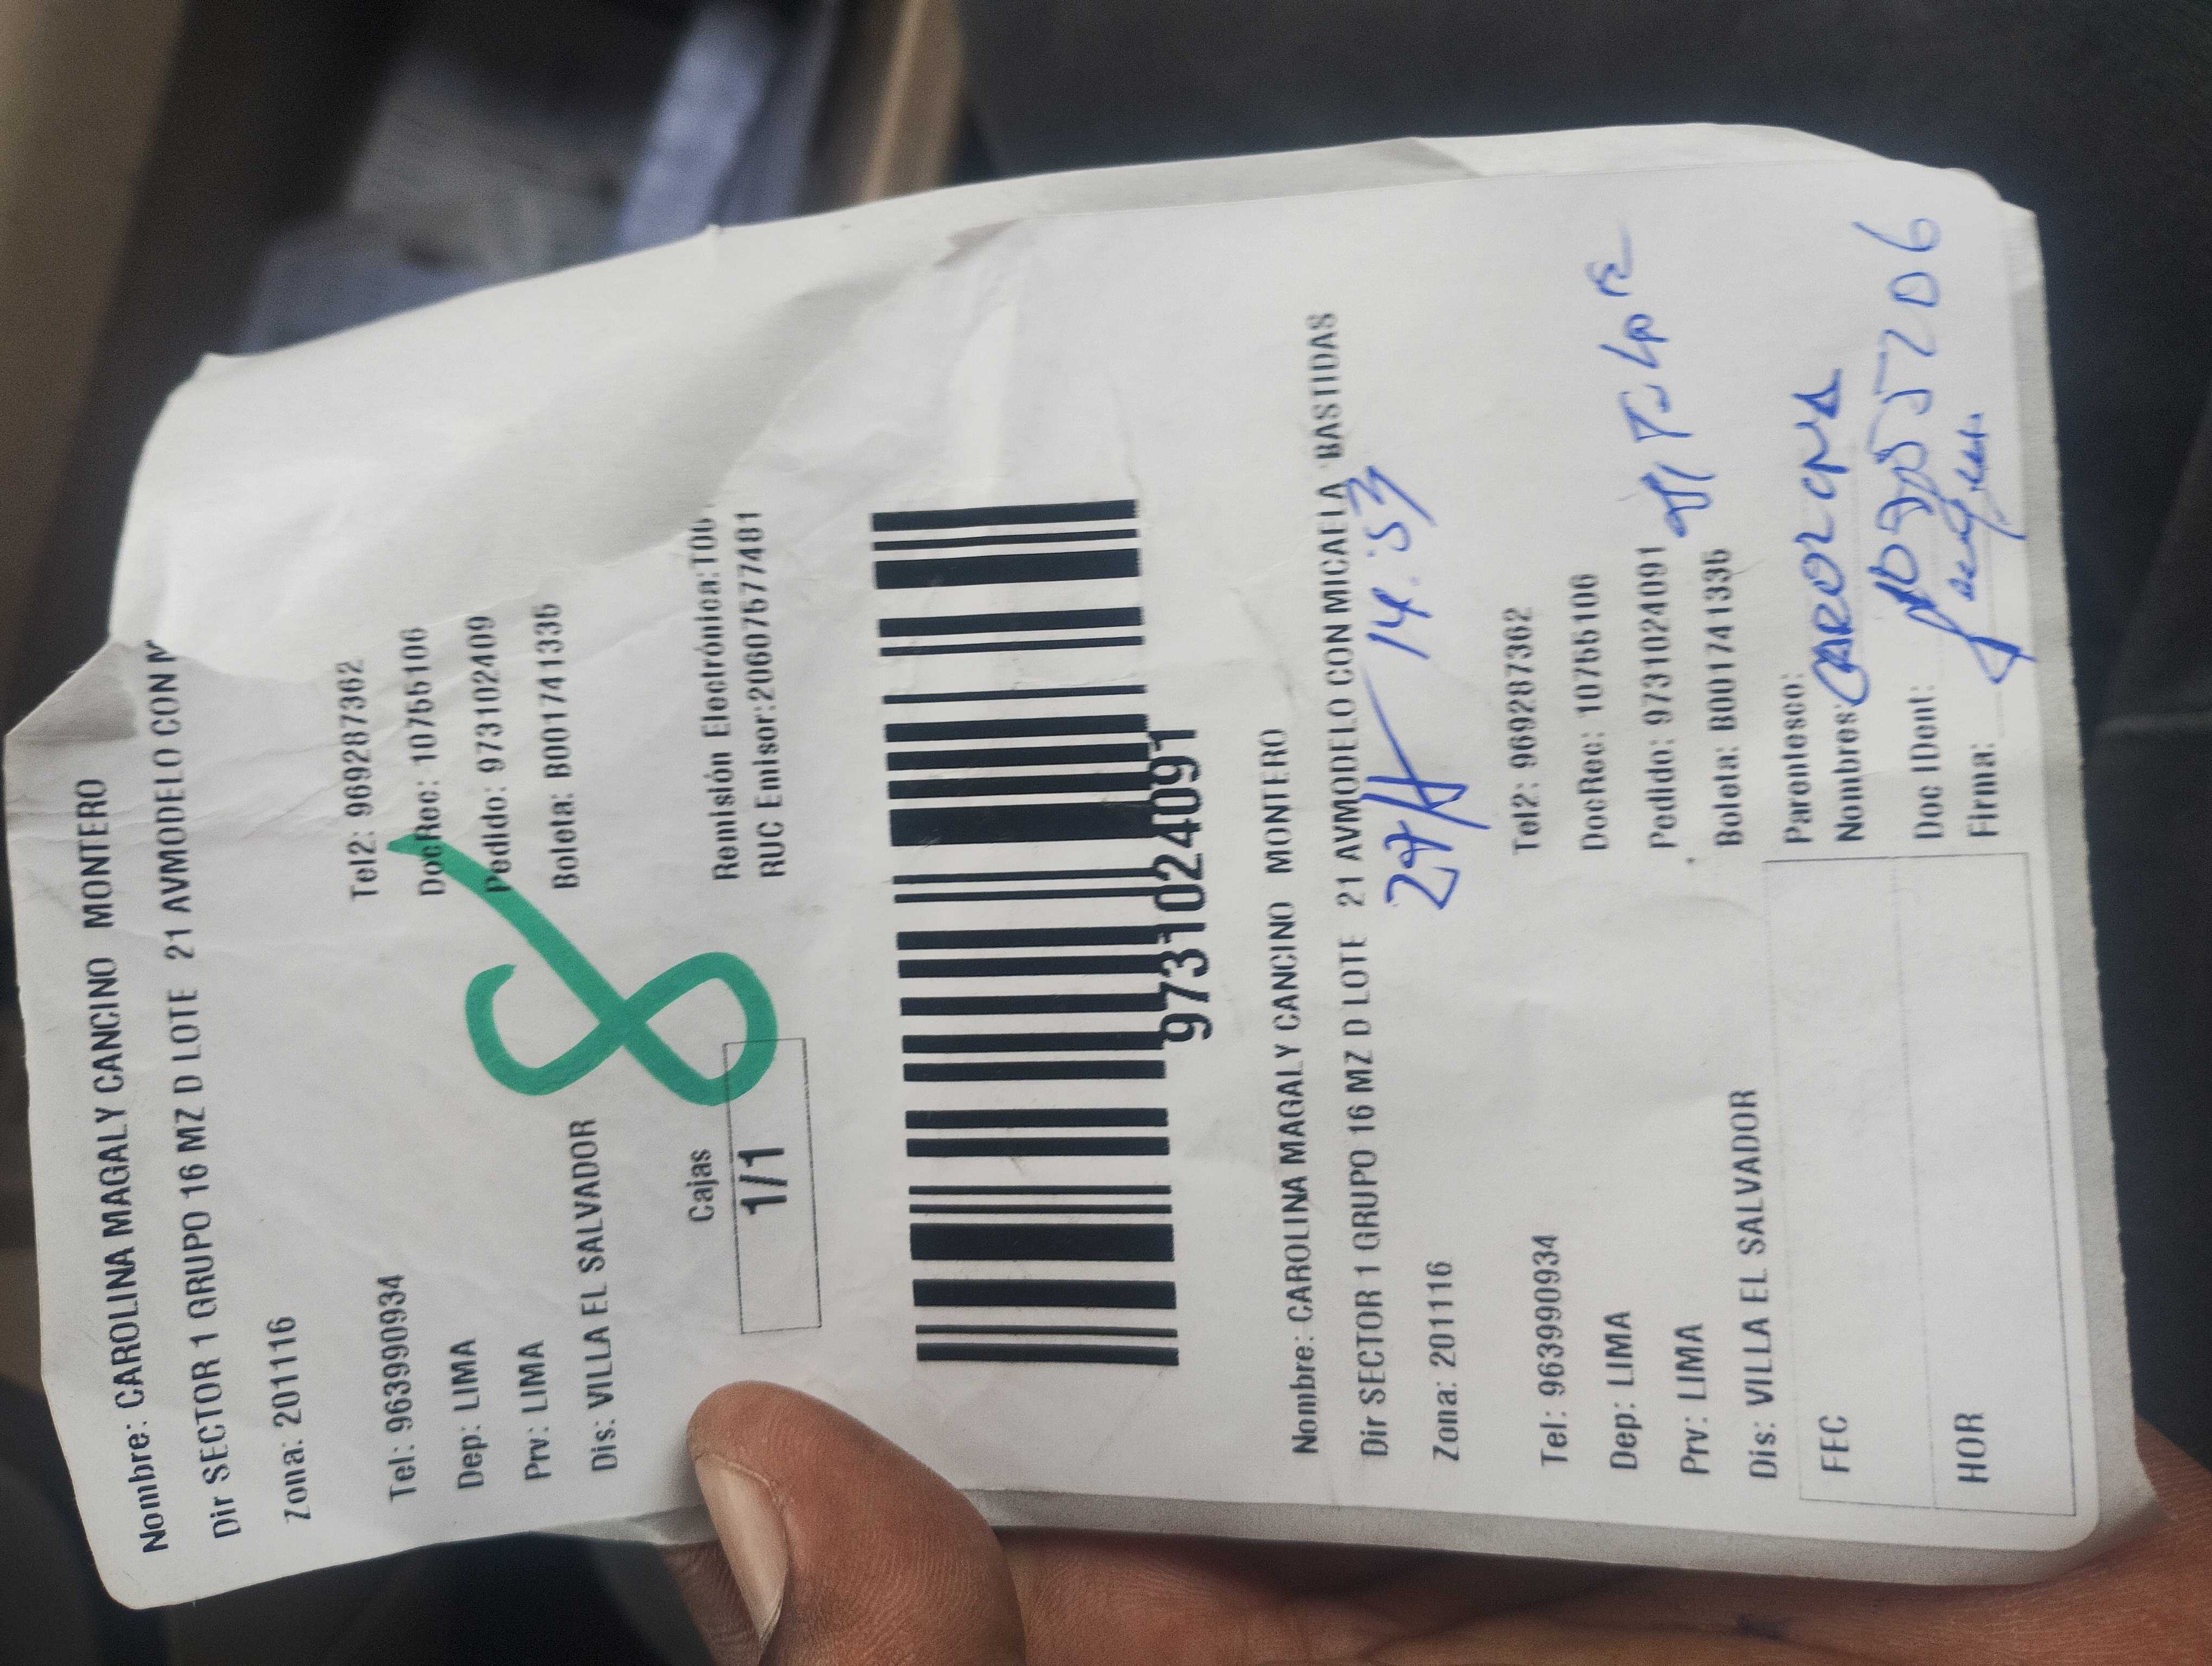 Nombre: CAROLINA MAGALY CANCINO MONTERO
Dir SECTOR 1 GRUPO 16 MZ D LOTE 21 AVMODELO CON
Zona: 201116
Tel: 963990934
Tel2: 969287362
Dep: LIMA
DocRec: 10755106
Prv: LIMA
Pedido: 973102409
Dis: VILLA EL SALVADOR
Boleta: B001741335
8
Cajas
1/1
Remisión Electrónica:T00
RUC Emisor:20607577481
9731024091
Nombre: CAROLINA MAGALY CANCINO MONTERO
Dir SECTOR 1 GRUPO 16 MZ D LOTE 21 AVMODELO CON MICAELA BASTIDAS
Zona: 201116
14:53
Tel: 963990934
Tel2: 969287362
Dep: LIMA
DocRec: 10755106
Prv: LIMA
Pedido: 9731024091
Dis: VILLA EL SALVADOR
Boleta: B001741335
FEC
Parentesco:
Nombres: CAROLINA
HOR
Doc IDent:
Firma: